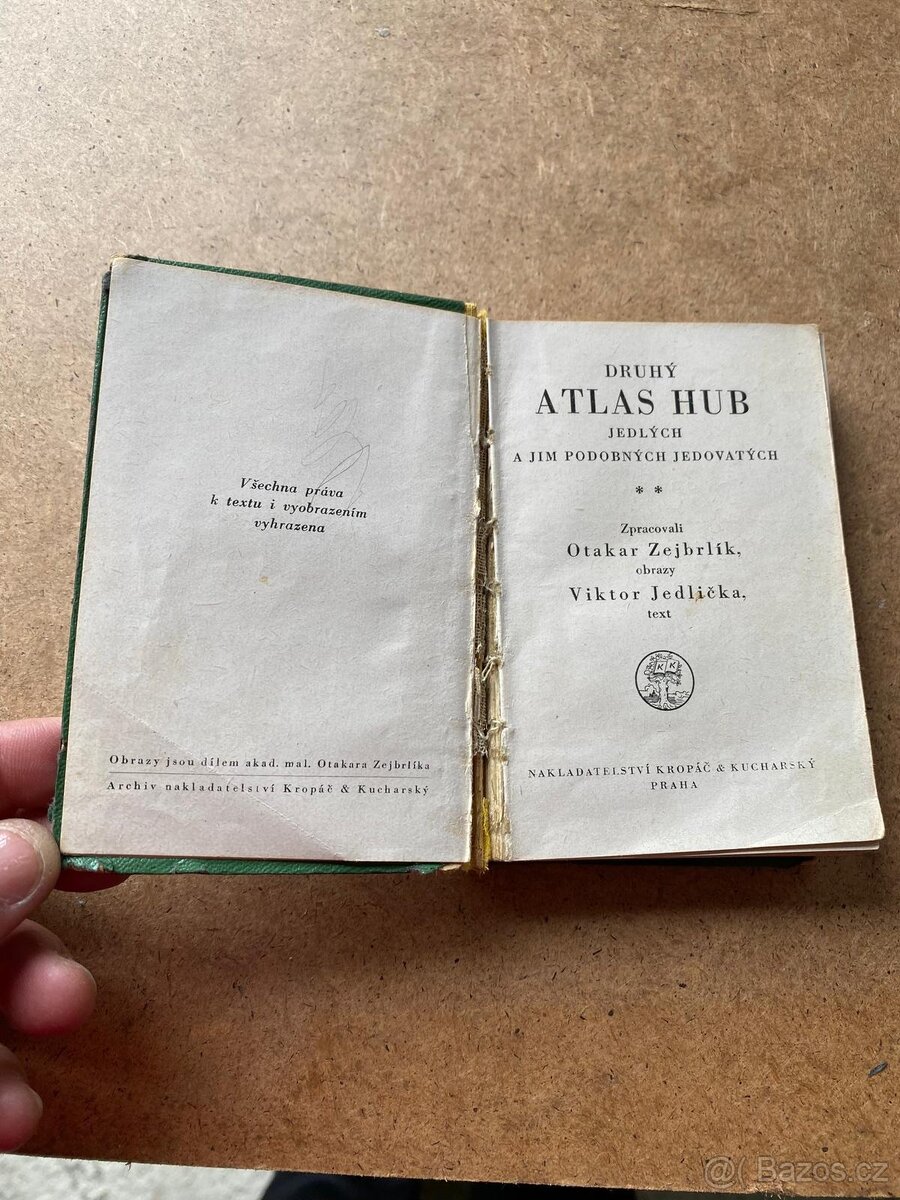 Všechna práva
k textu i vyobrazením
vyhrazena
Obrazy jsou dílem akad. mal. Otakara Zejbrlíka
Archiv nakladatelství Kropáč & Kucharský
DRUHÝ
ATLAS HUB
JEDLÝCH
A JIM PODOBNÝCH JEDOVATÝCH
* *
Zpracovali
Otakar Zejbrlík,
obrazy
Viktor Jedlička,
text
K K
NAKLADATELSTVÍ KROPÁČ & KUCHARSKÝ
PRAHA
@( Bazos.cz